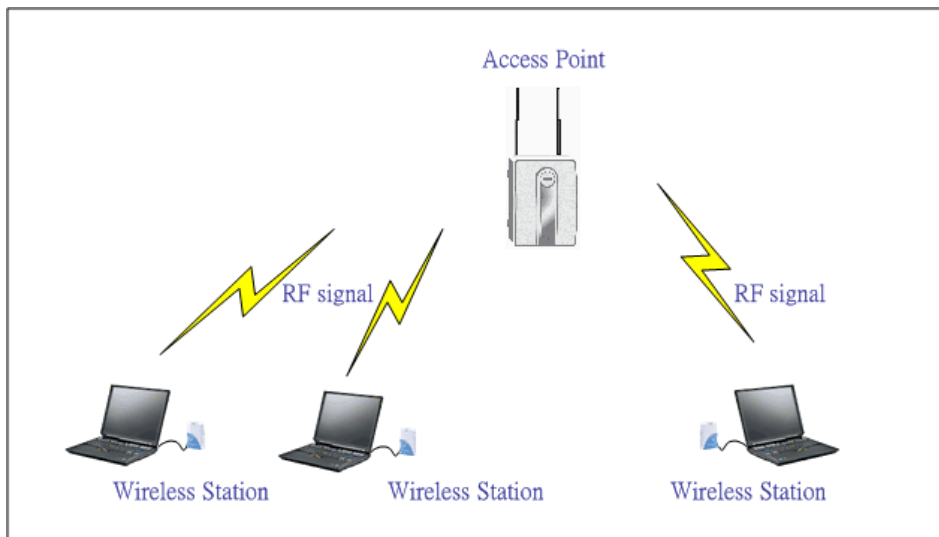 Access Point
RF signal
RF signal
Wireless Station
Wireless Station
Wireless Station